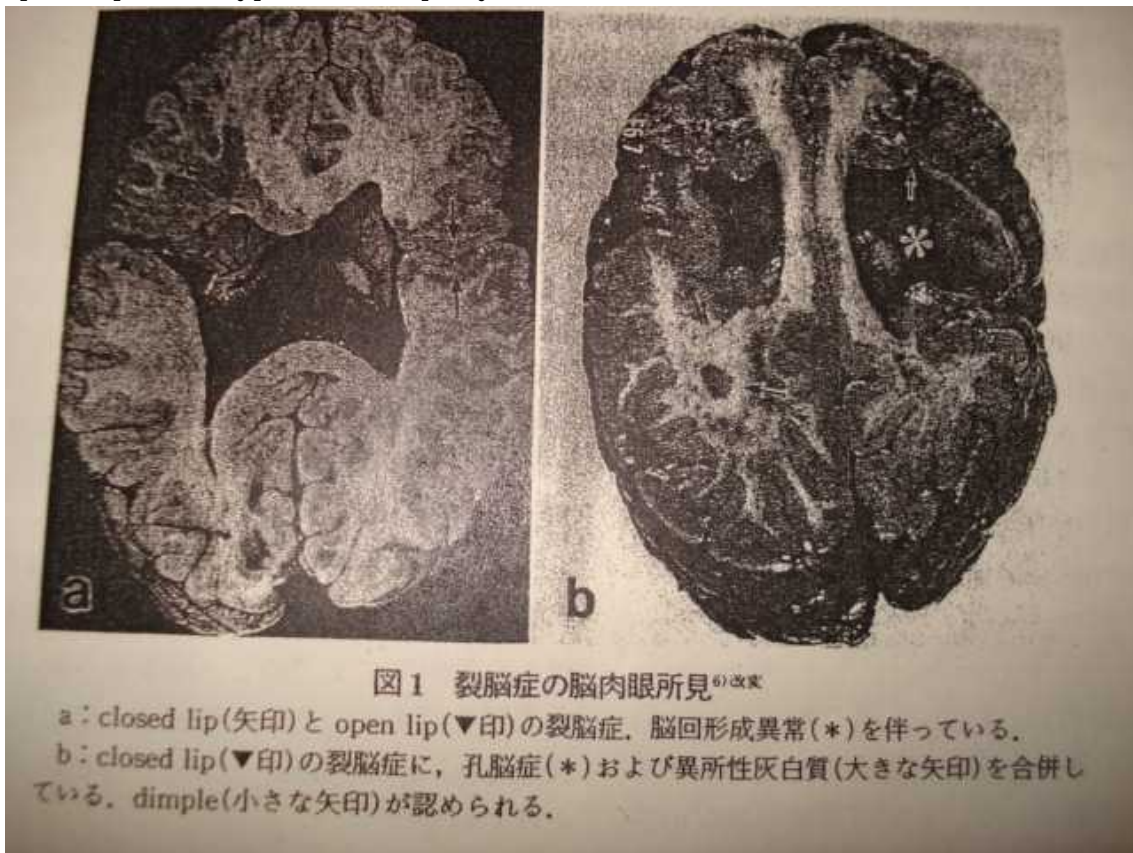 E67
a
b
図1 裂脳症の脳肉眼所見6)改変
a:closed lip(矢印)と open lip(▼印)の裂脳症.脳回形成異常(*)を伴っている.
b:closed lip(▼印)の裂脳症に,孔脳症(*)および異所性灰白質(大きな矢印)を合併し
ている.dimple(小さな矢印)が認められる.